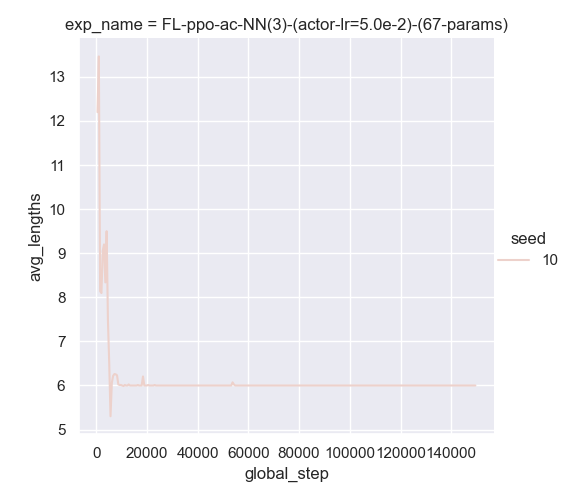 exp_name = FL-ppo-ac-NN(3)-(actor-lr=5.0e-2)-(67-params)
13
12
11
10
9
8
7
6
5
avg_lengths
0 20000 40000 60000 80000 100000 120000 140000
global_step
seed
10